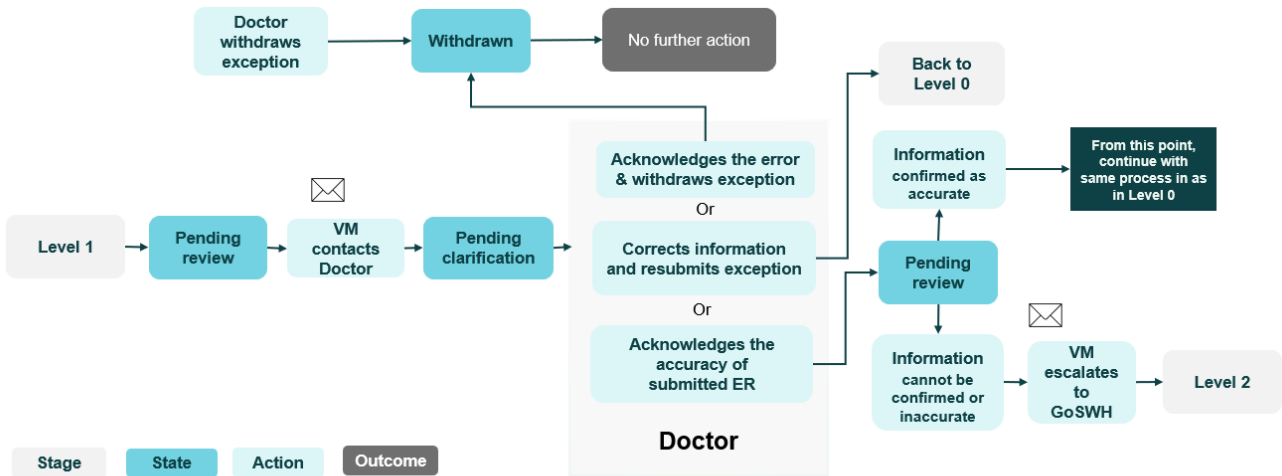 Doctor
withdraws
exception
Withdrawn
No further action
Back to
Level 0
Acknowledges the error
& withdraws exception
Information
confirmed as
accurate
From this point,
continue with
same process in as
in Level 0
Or
Level 1
Pending
review
VM
contacts
Doctor
Pending
clarification
Corrects information
and resubmits exception
Pending
review
Or
Acknowledges the
accuracy of
submitted ER
Information
cannot be
confirmed or
inaccurate
VM
escalates
to
GoSWH
Level 2
Doctor
Stage
State
Action
Outcome